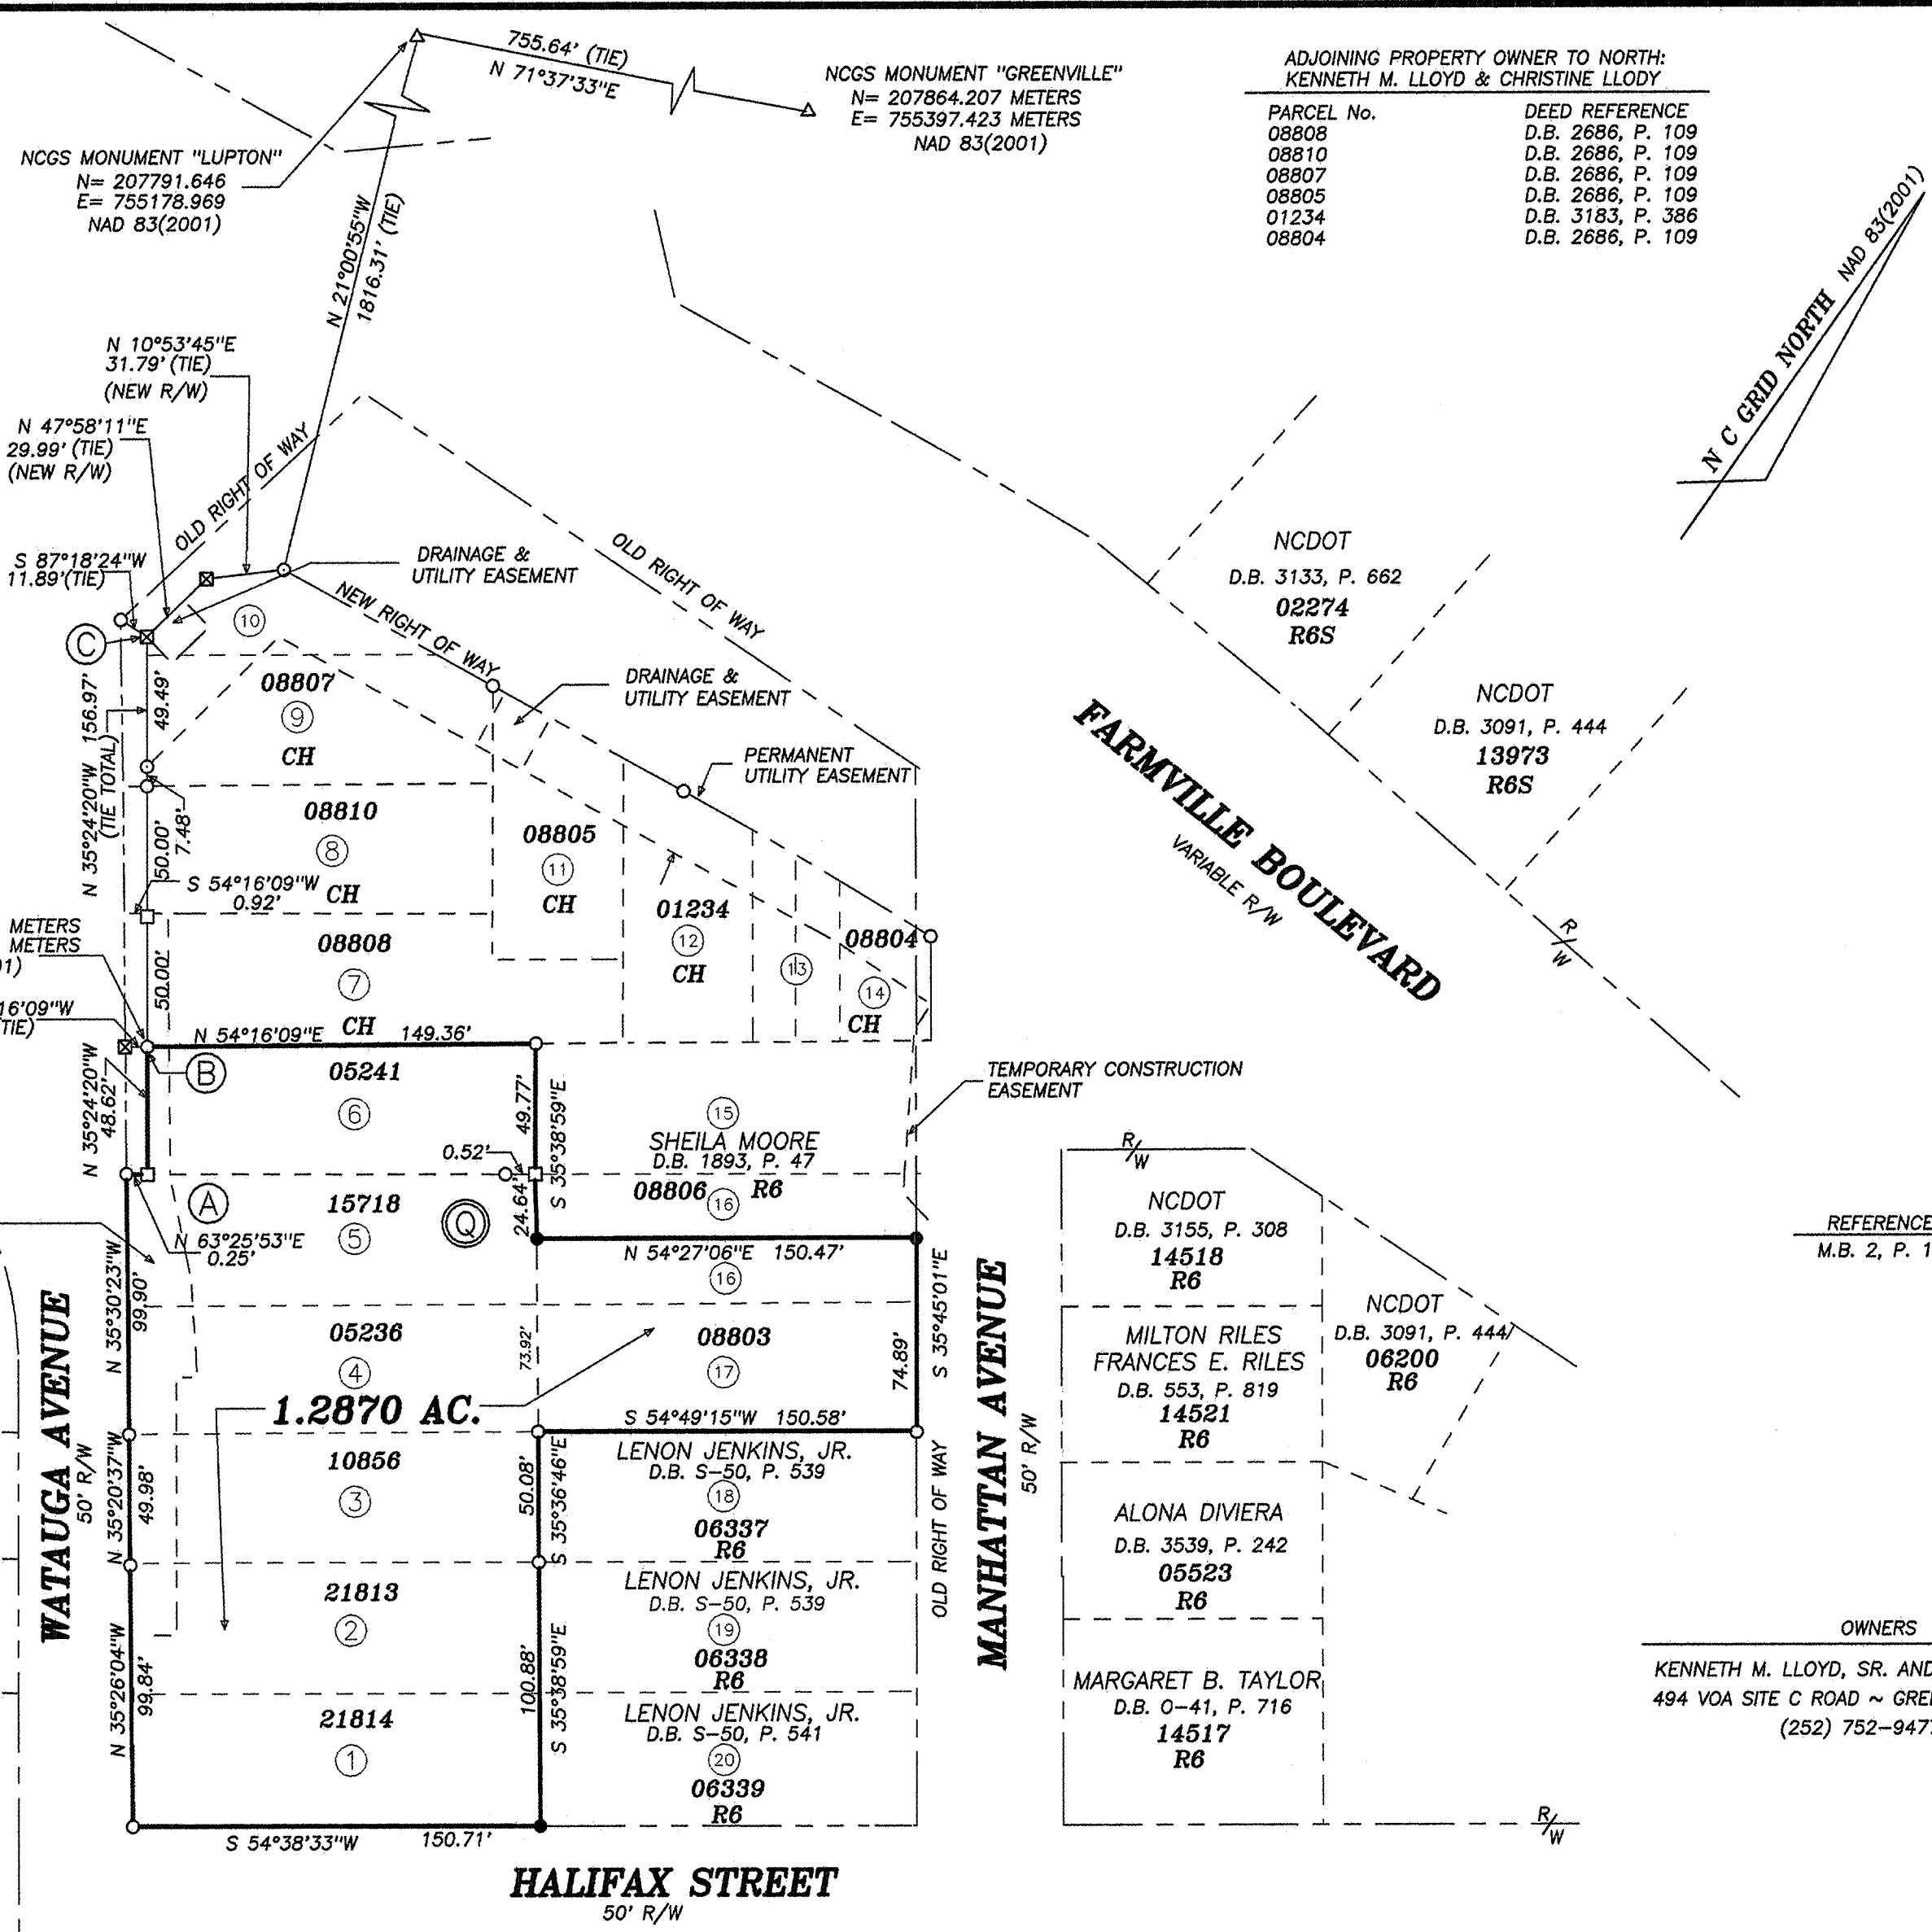 755.64' (TIE)
N 71°37'33"E
NCGS MONUMENT "GREENVILLE"
N= 207864.207 METERS
E= 755397.423 METERS
NAD 83(2001)
ADJOINING PROPERTY OWNER TO NORTH:
KENNETH M. LLOYD & CHRISTINE LLODY
PARCEL No. DEED REFERENCE
08808 D.B. 2686, P. 109
08810 D.B. 2686, P. 109
08807 D.B. 2686, P. 109
08805 D.B. 2686, P. 109
01234 D.B. 3183, P. 386
08804 D.B. 2686, P. 109
NCGS MONUMENT "LUPTON"
N= 207791.646
E= 755178.969
NAD 83(2001)
N 21°00'55"W
1816.31' (TIE)
N C GRID NORTH NAD 83(2001)
N 10°53'45"E
31.79' (TIE)
(NEW R/W)
N 47°58'11"E
29.99' (TIE)
(NEW R/W)
S 87°18'24"W
11.89'(TIE)
OLD RIGHT OF WAY
DRAINAGE &
UTILITY EASEMENT
OLD RIGHT OF WAY
NEW RIGHT OF WAY
C
10
DRAINAGE &
UTILITY EASEMENT
PERMANENT
UTILITY EASEMENT
NCDOT
D.B. 3133, P. 662
02274
R6S
NCDOT
D.B. 3091, P. 444
13973
R6S
FARMVILLE BOULEVARD
VARIABLE R/W
R/W
N 35°24'20"W 156.97'
(TIE TOTAL)
49.49'
7.48'
50.00'
50.00'
08807
9
CH
08810
8
CH
S 54°16'09"W
0.92'
08808
7
CH
08805
11
CH
01234
12
CH
13
08804
14
CH
METERS
METERS
01)
16'09"W
TIE)
N 54°16'09"E 149.36'
B
N 35°24'20"W
48.62'
05241
6
49.77'
S 35°38'59"E
0.52'
24.64'
15
SHEILA MOORE
D.B. 1893, P. 47
08806 16 R6
TEMPORARY CONSTRUCTION
EASEMENT
A
15718
5
Q
N 63°25'53"E
0.25'
N 54°27'06"E 150.47'
16
S 35°45'01"E
74.89'
N 35°30'23"W
99.90'
05236
4
73.92'
08803
17
1.2870 AC.
S 54°49'15"W 150.58'
WATAUGA AVENUE
50' R/W
N 35°20'37"W
49.98'
10856
3
50.08'
S 35°36'46"E
LENON JENKINS, JR.
D.B. S-50, P. 539
18
06337
R6
OLD RIGHT OF WAY
MANHATTAN AVENUE
50' R/W
21813
2
LENON JENKINS, JR.
D.B. S-50, P. 539
19
06338
R6
N 35°26'04"W
99.84'
100.88'
S 35°38'59"E
21814
1
LENON JENKINS, JR.
D.B. S-50, P. 541
20
06339
R6
S 54°38'33"W 150.71'
HALIFAX STREET
50' R/W
R/W
NCDOT
D.B. 3155, P. 308
14518
R6
NCDOT
D.B. 3091, P. 444
06200
R6
MILTON RILES
FRANCES E. RILES
D.B. 553, P. 819
14521
R6
ALONA DIVIERA
D.B. 3539, P. 242
05523
R6
MARGARET B. TAYLOR
D.B. O-41, P. 716
14517
R6
R/W
REFERENCE
M.B. 2, P. 1
OWNERS
KENNETH M. LLOYD, SR. AND
494 VOA SITE C ROAD ~ GREE
(252) 752-947